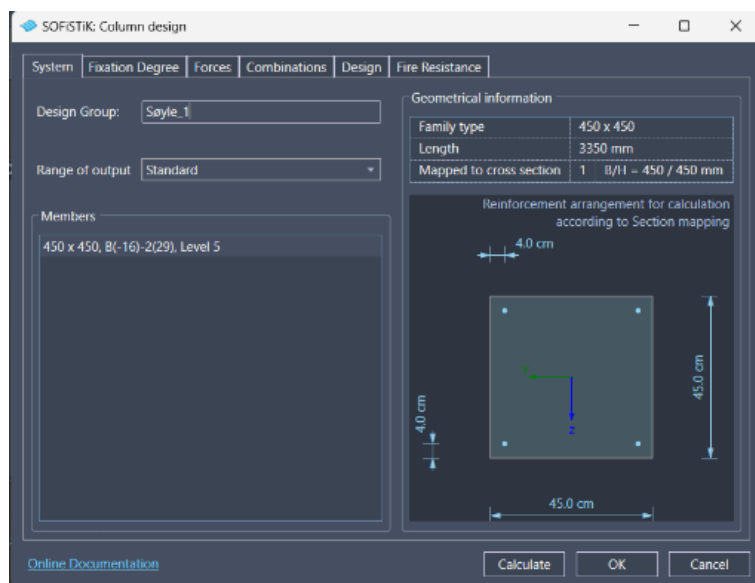 SOFiSTiK: Column design
System Fixation Degree Forces Combinations Design Fire Resistance
Design Group: Søyle_1
Range of output Standard
Members
450 x 450, B(-16)-2(29), Level 5
Geometrical information
Family type 450 x 450
Length 3350 mm
Mapped to cross section 1 B/H = 450 / 450 mm
Reinforcement arrangement for calculation
according to Section mapping
4.0 cm
Y
Z
45.0 cm
4.0 cm
45.0 cm
Online Documentation
Calculate OK Cancel